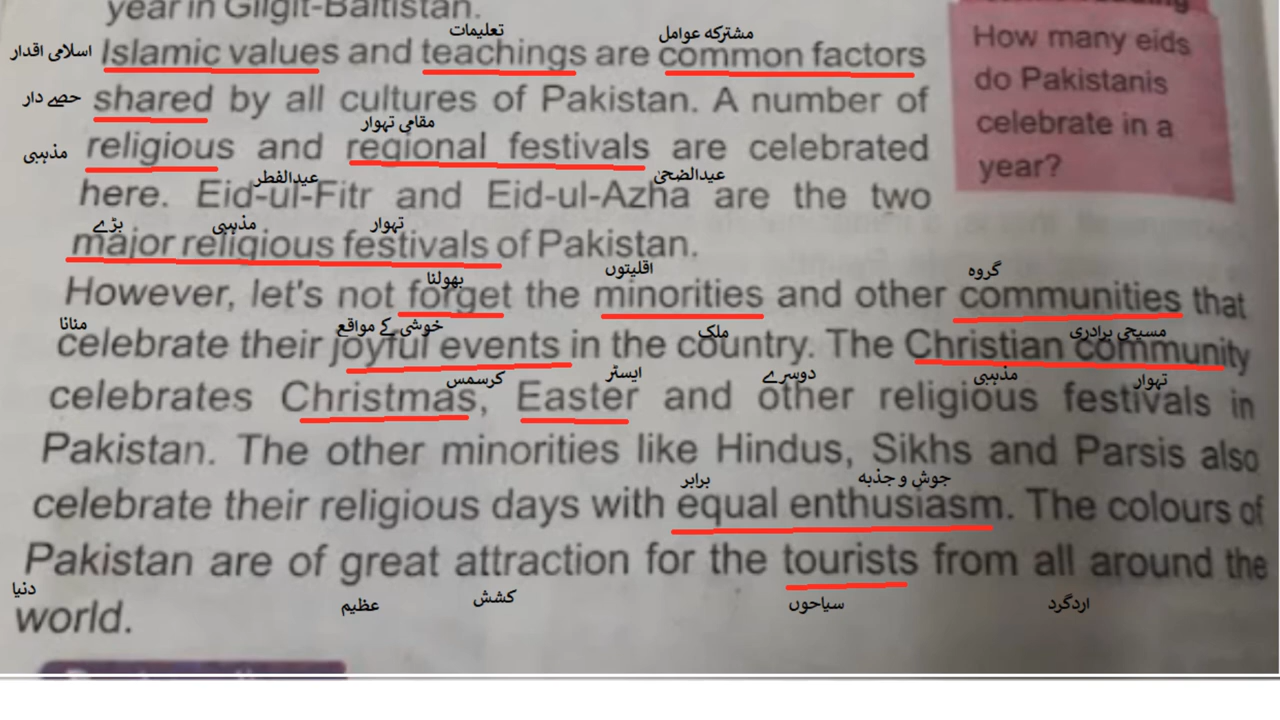 year in Gilgit-Baltistan.
تعلیمات مشترکہ عوامل
اسلامی اقدار Islamic values and teachings are common factors
حصے دار shared by all cultures of Pakistan. A number of
مقامی تہوار
مذہبی religious and regional festivals are celebrated
عیدالفطر عیدالضحیٰ
here. Eid-ul-Fitr and Eid-ul-Azha are the two
بڑے مذہبی تہوار
major religious festivals of Pakistan.
بھولنا اقلیتوں گروہ
However, let's not forget the minorities and other communities that
منانا خوشی کے مواقع ملک مسیحی برادری
celebrate their joyful events in the country. The Christian community
کرسمس ایسٹر دوسرے مذہبی تہوار
celebrates Christmas, Easter and other religious festivals in
Pakistan. The other minorities like Hindus, Sikhs and Parsis also
برابر جوش و جذبہ
celebrate their religious days with equal enthusiasm. The colours of
Pakistan are of great attraction for the tourists from all around the
دنیا عظیم کشش سیاحوں اردگرد
world.
How many eids
do Pakistanis
celebrate in a
year?